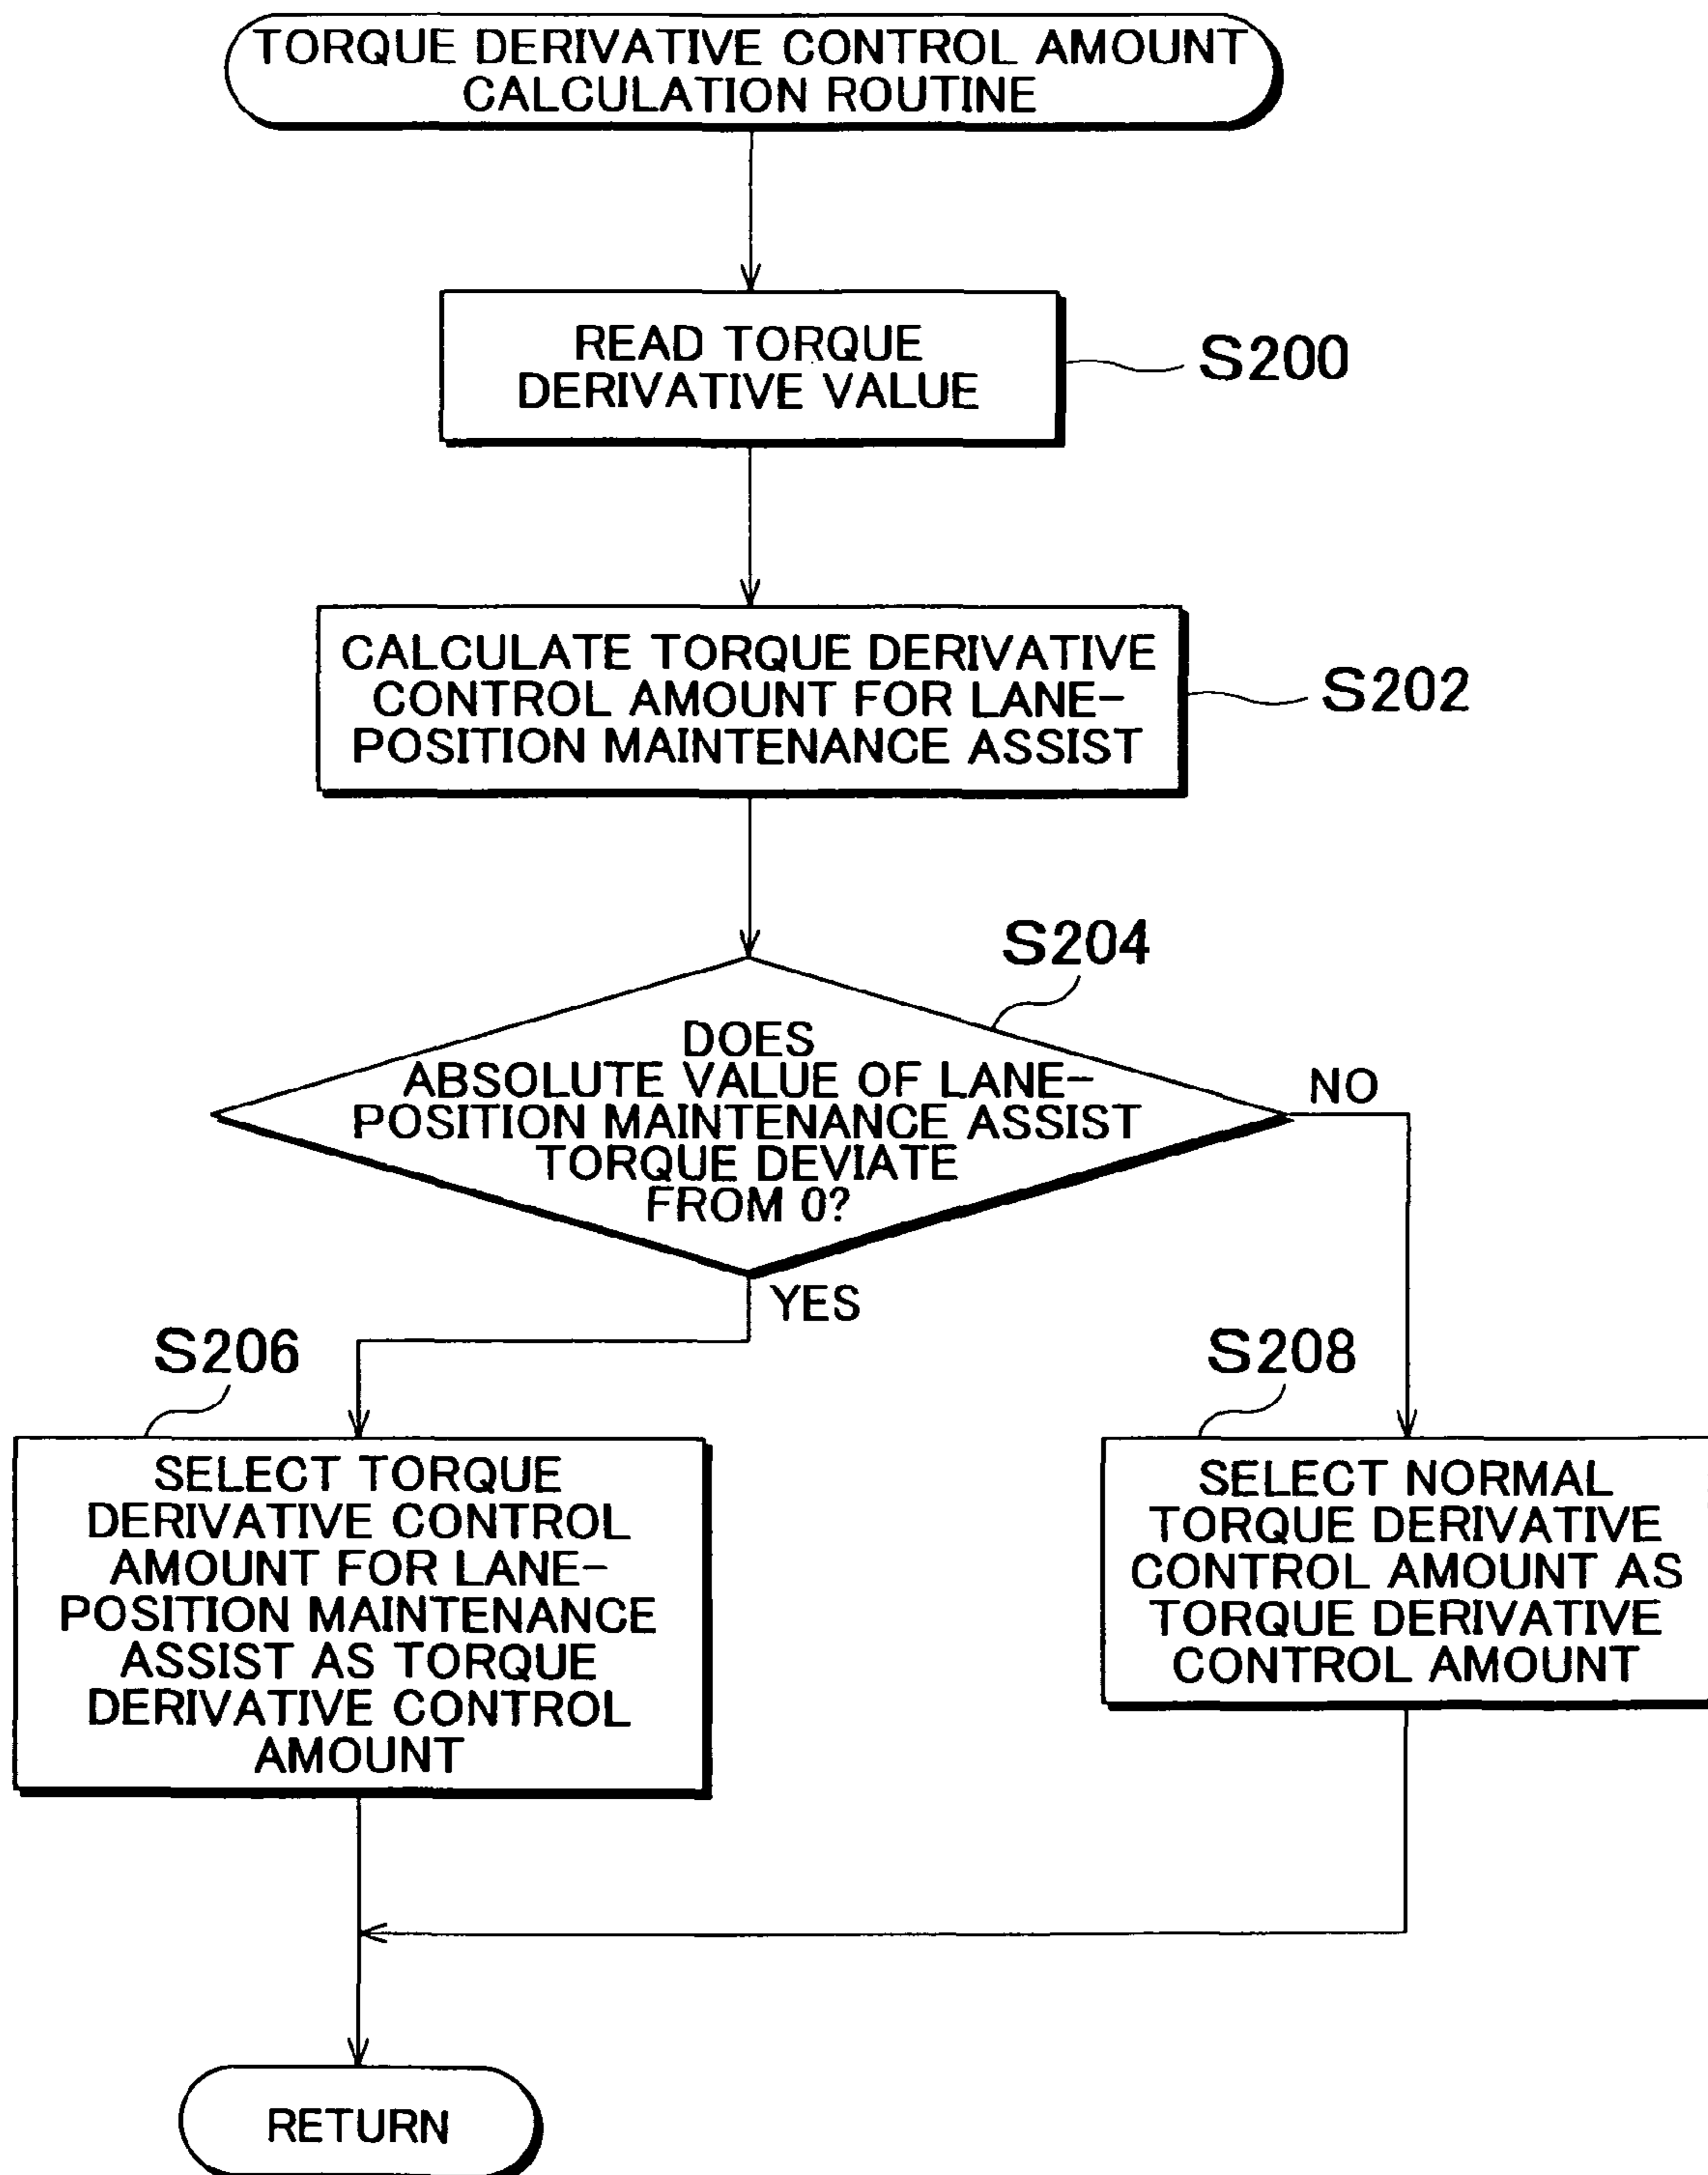 TORQUE DERIVATIVE CONTROL AMOUNT
CALCULATION ROUTINE
READ TORQUE
DERIVATIVE VALUE
S200
CALCULATE TORQUE DERIVATIVE
CONTROL AMOUNT FOR LANE-
POSITION MAINTENANCE ASSIST
S202
S204
DOES
ABSOLUTE VALUE OF LANE-
POSITION MAINTENANCE ASSIST
TORQUE DEVIATE
FROM 0?
NO
YES
S206
SELECT TORQUE
DERIVATIVE CONTROL
AMOUNT FOR LANE-
POSITION MAINTENANCE
ASSIST AS TORQUE
DERIVATIVE CONTROL
AMOUNT
S208
SELECT NORMAL
TORQUE DERIVATIVE
CONTROL AMOUNT AS
TORQUE DERIVATIVE
CONTROL AMOUNT
RETURN